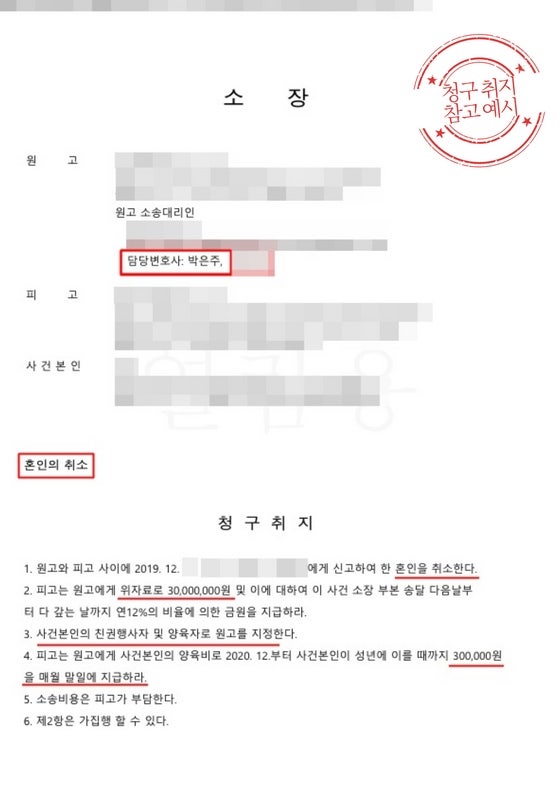 청구 취지
참고 예시
소 장
원 고
원고 소송대리인
담당변호사: 박은주,
피 고
사건본인
열람용
혼인의 취소
청 구 취 지
1. 원고와 피고 사이에 2019. 12. 에게 신고하여 한 혼인을 취소한다.
2. 피고는 원고에게 위자료로 30,000,000원 및 이에 대하여 이 사건 소장 부본 송달 다음날부
터 다 갚는 날까지 연12%의 비율에 의한 금원을 지급하라.
3. 사건본인의 친권행사자 및 양육자로 원고를 지정한다.
4. 피고는 원고에게 사건본인의 양육비로 2020. 12.부터 사건본인이 성년에 이를 때까지 300,000원
을 매월 말일에 지급하라.
5. 소송비용은 피고가 부담한다.
6. 제2항은 가집행 할 수 있다.